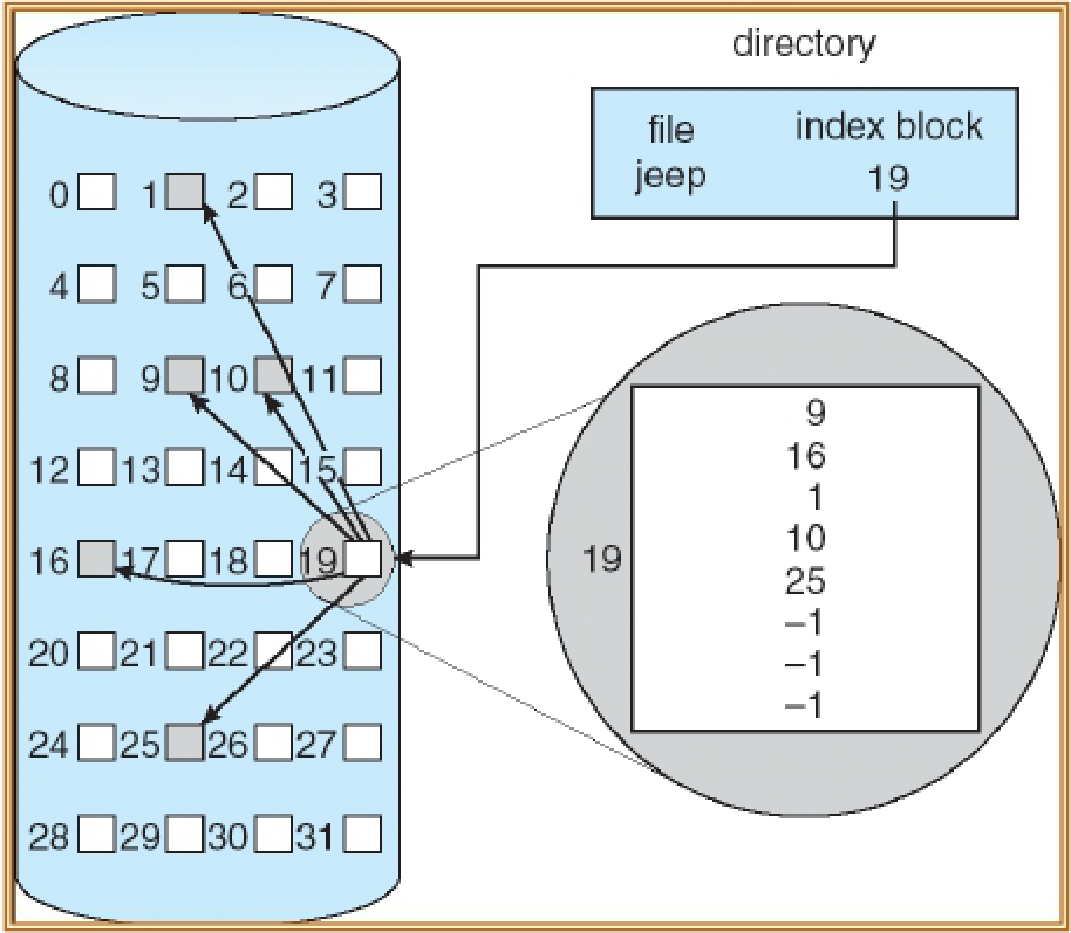 directory
file index block
jeep 19
0 1 2 3
4 5 6 7
8 9 10 11
12 13 14 15
16 17 18 19
20 21 22 23
24 25 26 27
28 29 30 31
19
9
16
1
10
25
–1
–1
–1